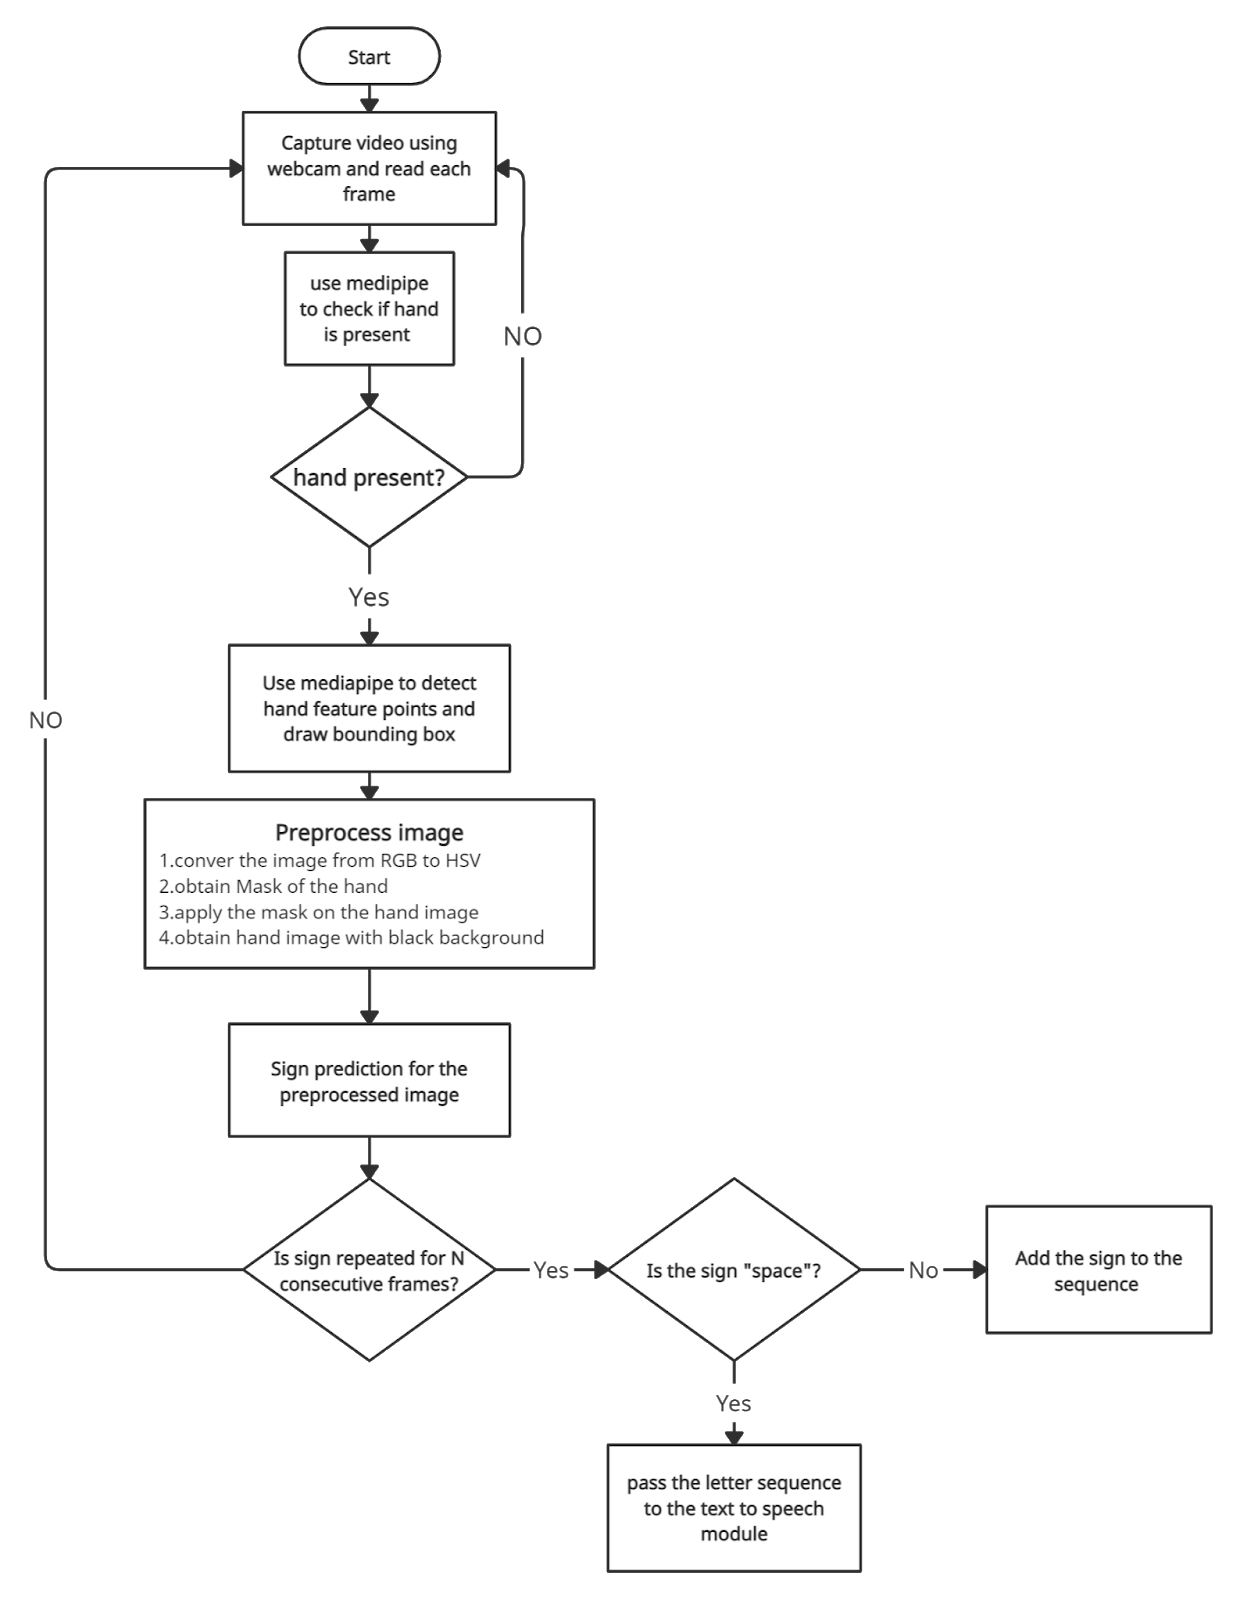 Start
Capture video using
webcam and read each
frame
use medipipe
to check if hand
is present
NO
hand present?
Yes
Use mediapipe to detect
hand feature points and
draw bounding box
NO
Preprocess image
1.conver the image from RGB to HSV
2.obtain Mask of the hand
3.apply the mask on the hand image
4.obtain hand image with black background
Sign prediction for the
preprocessed image
Is sign repeated for N
consecutive frames?
Yes
Is the sign "space"?
No
Add the sign to the
sequence
Yes
pass the letter sequence
to the text to speech
module